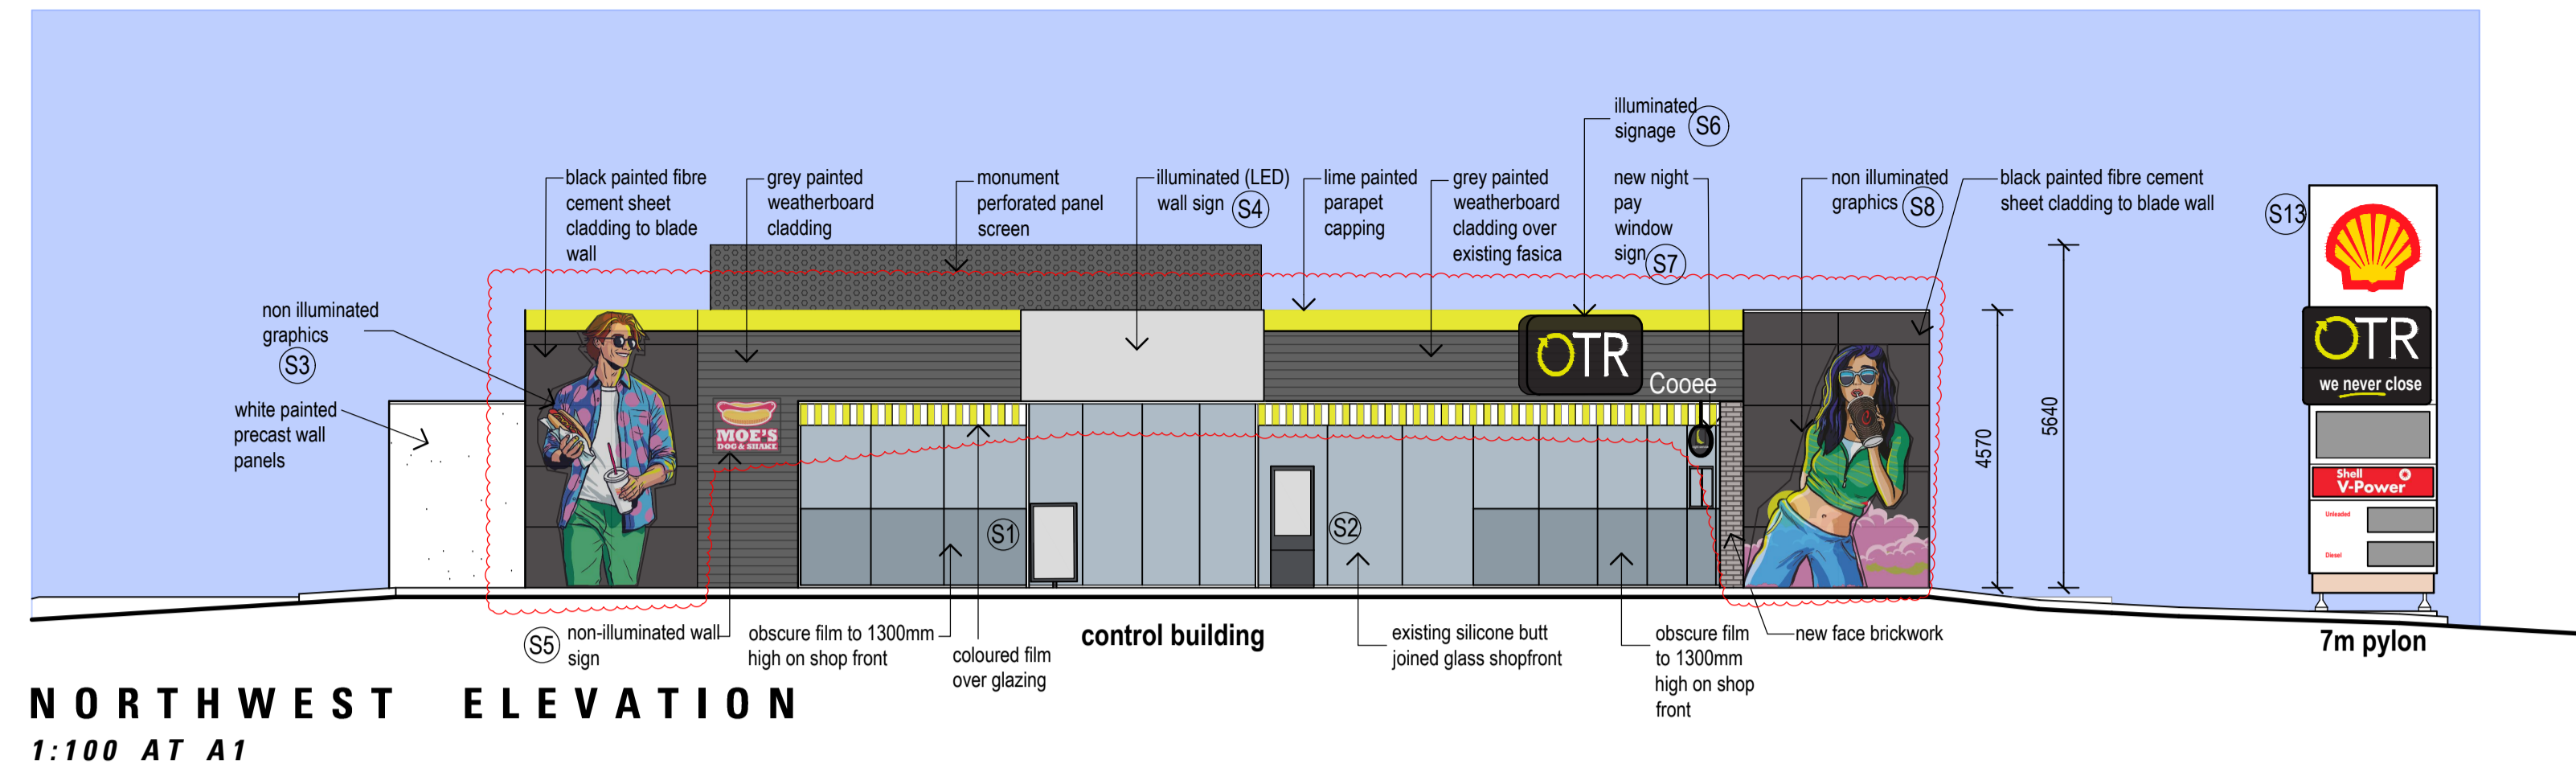 illuminated
signage
S6
black painted fibre
cement sheet
cladding to blade
wall
grey painted
weatherboard
cladding
monument
perforated panel
screen
illuminated (LED)
wall sign
S4
lime painted
parapet
capping
grey painted
weatherboard
cladding over
existing fasica
new night
pay
window
sign
S7
non illuminated
graphics
S8
black painted fibre cement
sheet cladding to blade wall
S13
non illuminated
graphics
S3
white painted
precast wall
panels
MOE'S
DOG & SHAKE
OTR
Cooee
S1
S2
4570
5640
OTR
we never close
Shell
V-Power
Unleaded
Diesel
S5
non-illuminated wall
sign
obscure film to 1300mm
high on shop front
coloured film
over glazing
control building
existing silicone butt
joined glass shopfront
obscure film
to 1300mm
high on shop
front
new face brickwork
7m pylon
NORTHWEST ELEVATION
1:100 AT A1